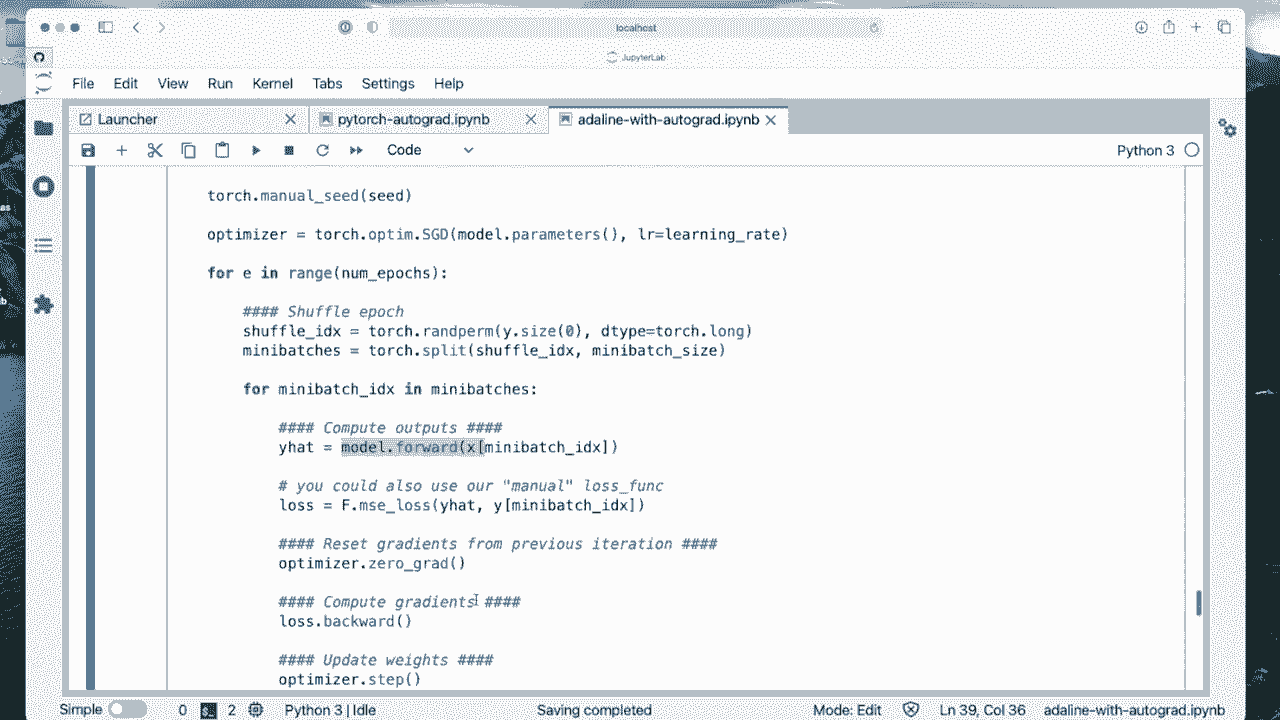 localhost
JupyterLab
File Edit View Run Kernel Tabs Settings Help
Launcher pytorch-autograd.ipynb adaline-with-autograd.ipynb
Code Python 3
torch.manual_seed(seed)
optimizer = torch.optim.SGD(model.parameters(), lr=learning_rate)
for e in range(num_epochs):
#### Shuffle epoch
shuffle_idx = torch.randperm(y.size(0), dtype=torch.long)
minibatches = torch.split(shuffle_idx, minibatch_size)
for minibatch_idx in minibatches:
#### Compute outputs ####
yhat = model.forward(x[minibatch_idx])
# you could also use our "manual" loss_func
loss = F.mse_loss(yhat, y[minibatch_idx])
#### Reset gradients from previous iteration ####
optimizer.zero_grad()
#### Compute gradients ####
loss.backward()
#### Update weights ####
optimizer.step()
Simple 0 2 Python 3 | Idle Saving completed Mode: Edit Ln 39, Col 36 adaline-with-autograd.ipynb